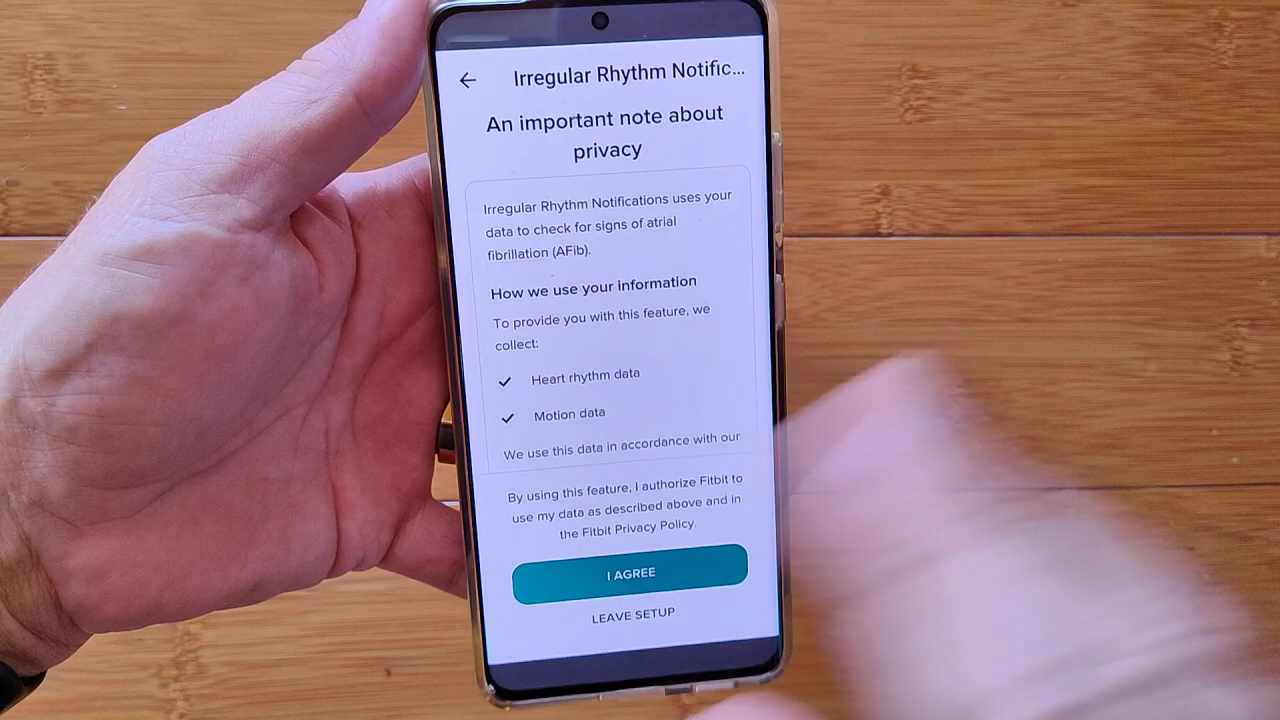 Irregular Rhythm Notific...
An important note about
privacy
Irregular Rhythm Notifications uses your
data to check for signs of atrial
fibrillation (AFib).
How we use your information
To provide you with this feature, we
collect:
Heart rhythm data
Motion data
We use this data in accordance with our
By using this feature, I authorize Fitbit to
use my data as described above and in
the Fitbit Privacy Policy.
I AGREE
LEAVE SETUP